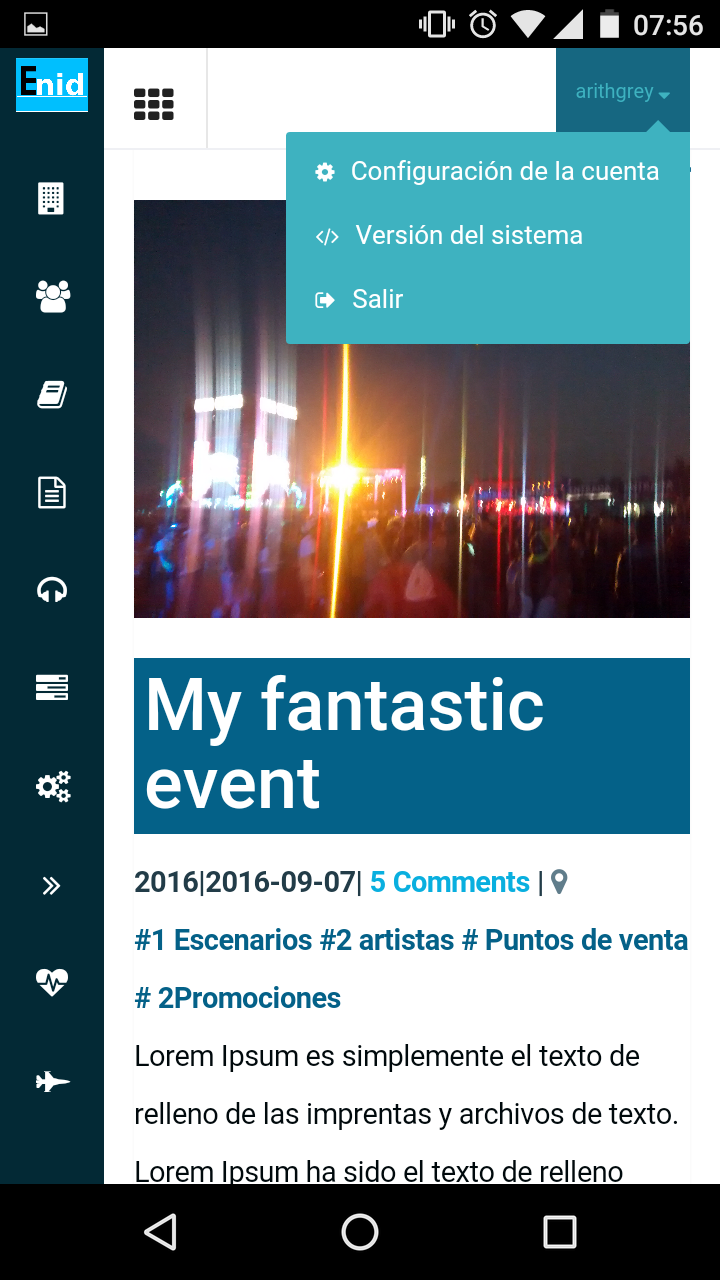 07:56
Enid
arithgrey
Configuración de la cuenta
Versión del sistema
Salir
My fantastic
event
2016|2016-09-07| 5 Comments |
#1 Escenarios #2 artistas # Puntos de venta
# 2Promociones
Lorem Ipsum es simplemente el texto de
relleno de las imprentas y archivos de texto.
Lorem Ipsum ha sido el texto de relleno